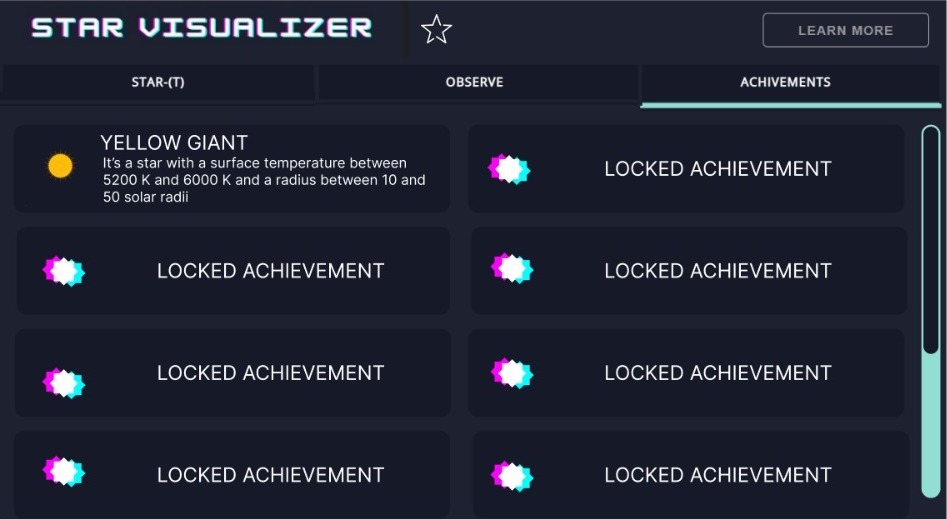 STAR VISUALIZER
LEARN MORE
STAR-(T)
OBSERVE
ACHIVEMENTS
YELLOW GIANT
It's a star with a surface temperature between
5200 K and 6000 K and a radius between 10 and
50 solar radii
LOCKED ACHIEVEMENT
LOCKED ACHIEVEMENT
LOCKED ACHIEVEMENT
LOCKED ACHIEVEMENT
LOCKED ACHIEVEMENT
LOCKED ACHIEVEMENT
LOCKED ACHIEVEMENT